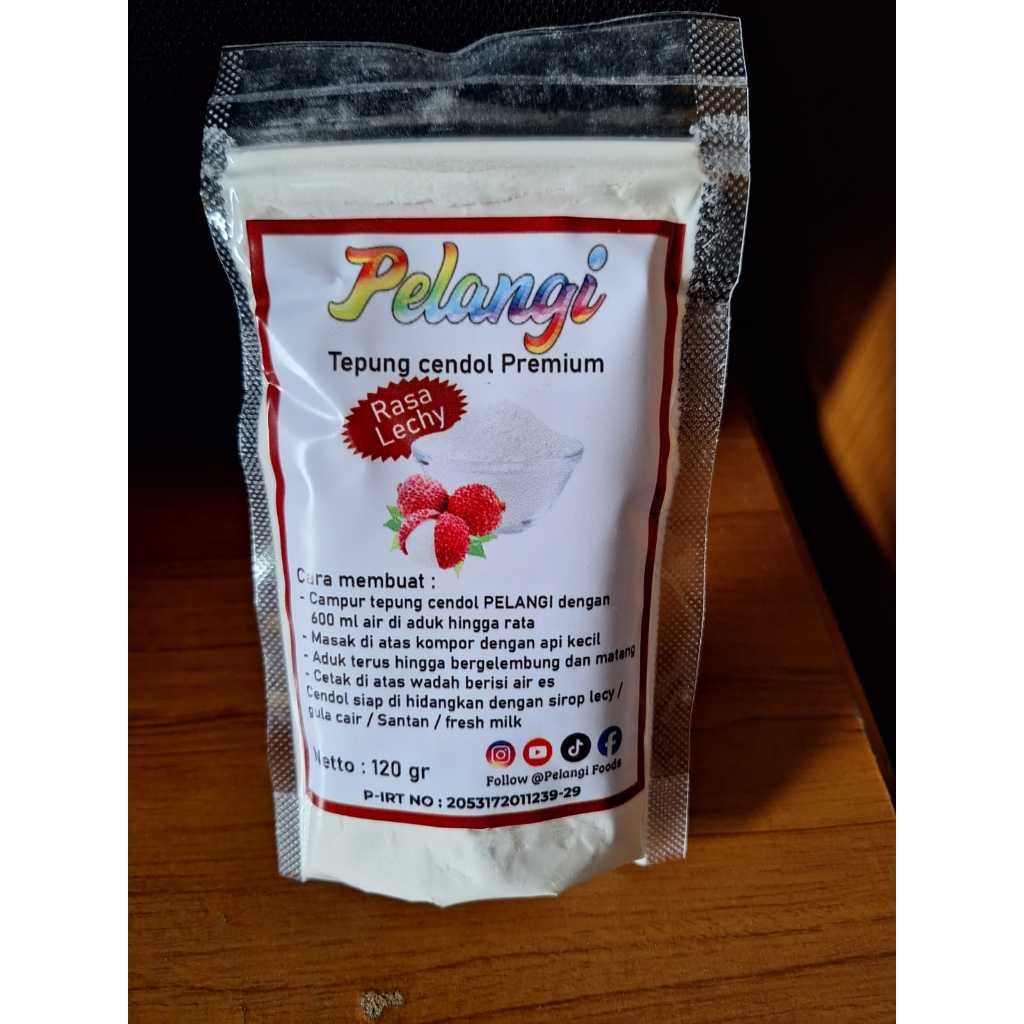 Pelangi
Tepung cendol Premium
Rasa
Lechy
Cara membuat :
- Campur tepung cendol PELANGI dengan
600 ml air di aduk hingga rata
- Masak di atas kompor dengan api kecil
- Aduk terus hingga bergelembung dan matang
- Cetak di atas wadah berisi air es
Cendol siap di hidangkan dengan sirop lecy /
gula cair / Santan / fresh milk
Netto : 120 gr
Follow @Pelangi Foods
P-IRT NO : 2053172011239-29